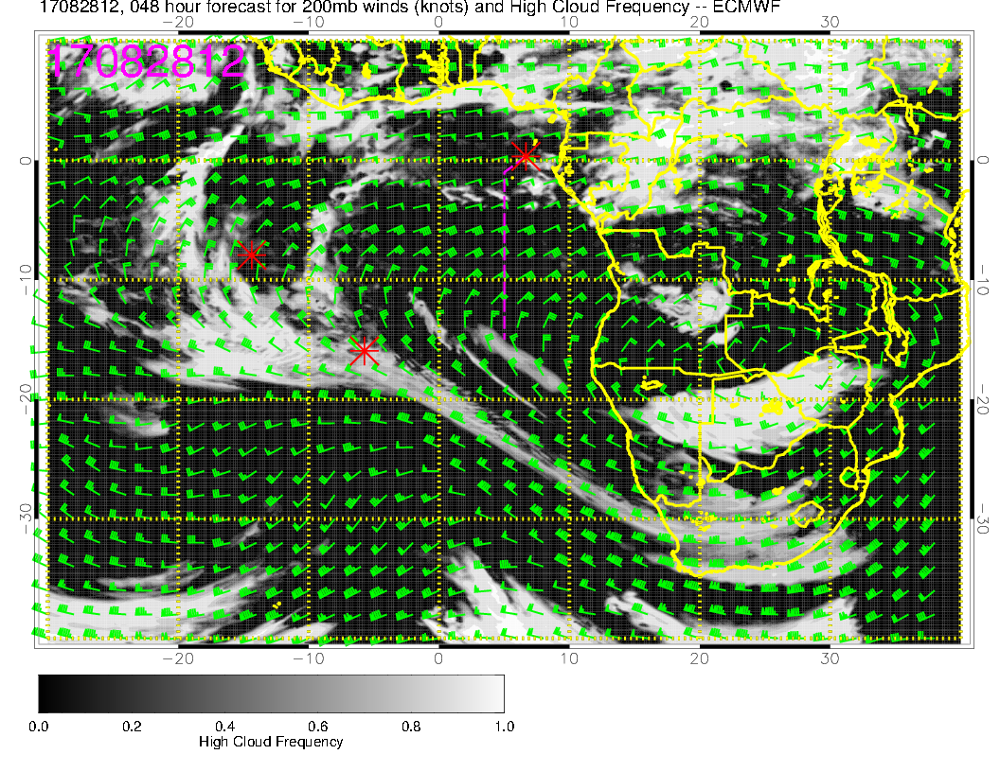 17082812, 048 hour forecast for 200mb winds (knots) and High Cloud Frequency -- ECMWF
−20 −10 0 10 20 30
17082812
0 0
−10 −10
−20 −20
−30 −30
−20 −10 0 10 20 30
0.0 0.2 0.4 0.6 0.8 1.0
High Cloud Frequency